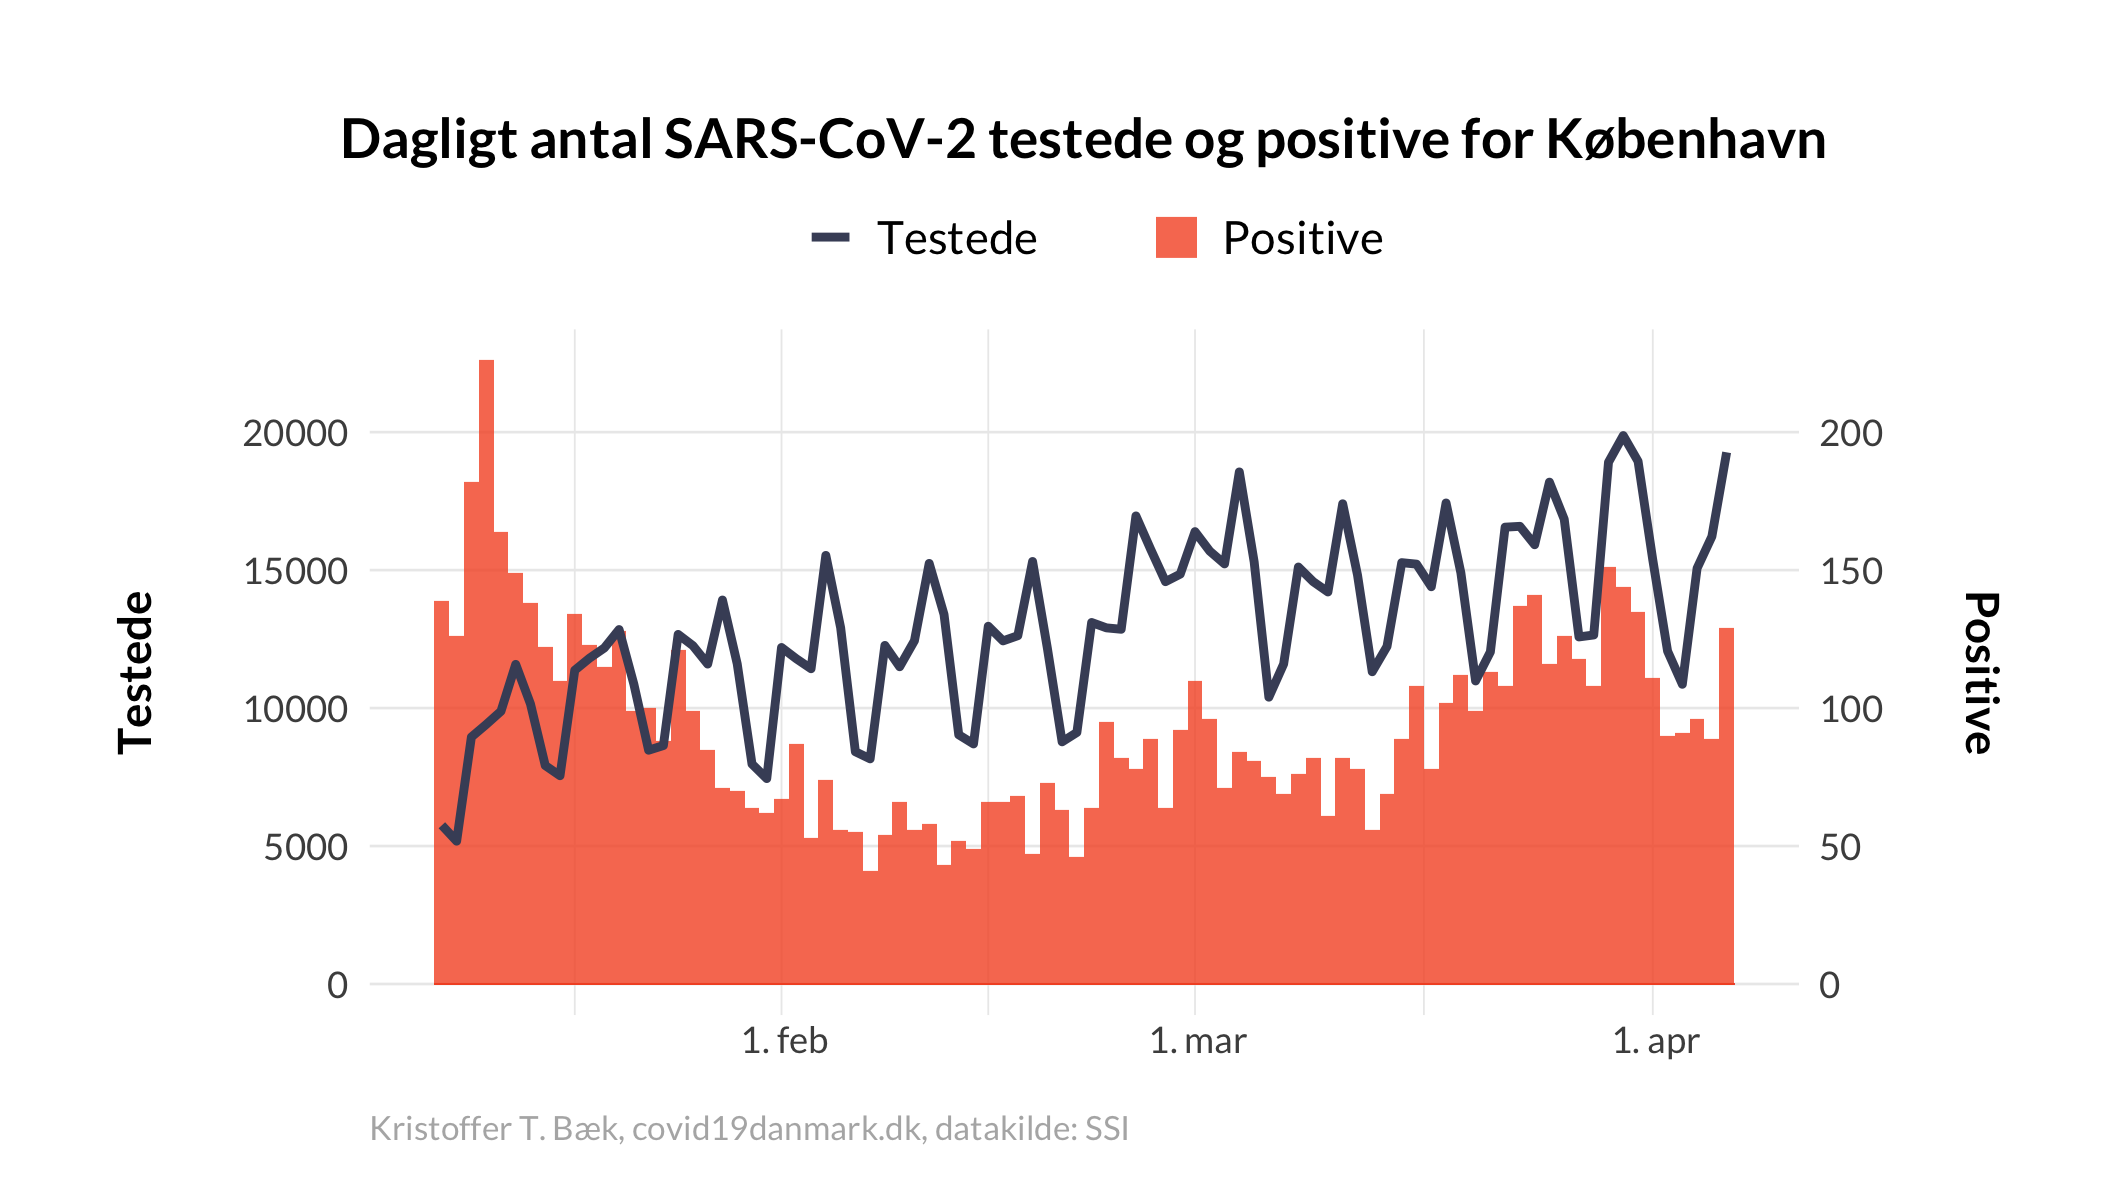 Dagligt antal SARS-CoV-2 testede og positive for København
Testede
Positive
Testede
20000
15000
10000
5000
0
200
150
100
50
0
Positive
1. feb
1. mar
1. apr
Kristoffer T. Bæk, covid19danmark.dk, datakilde: SSI